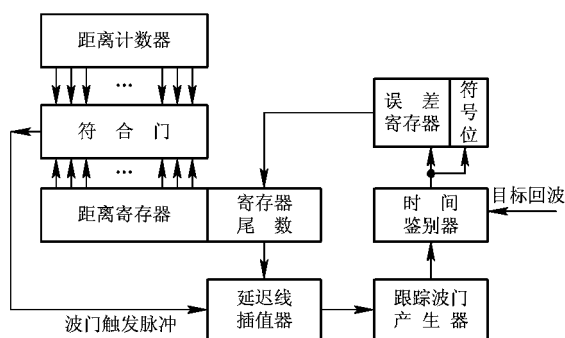 距离计数器
…
符合门
…
距离寄存器
寄存器
尾数
误差
寄存器
符
号
位
时间
鉴别器
目标回波
延迟线
插值器
跟踪波门
产生器
波门触发脉冲